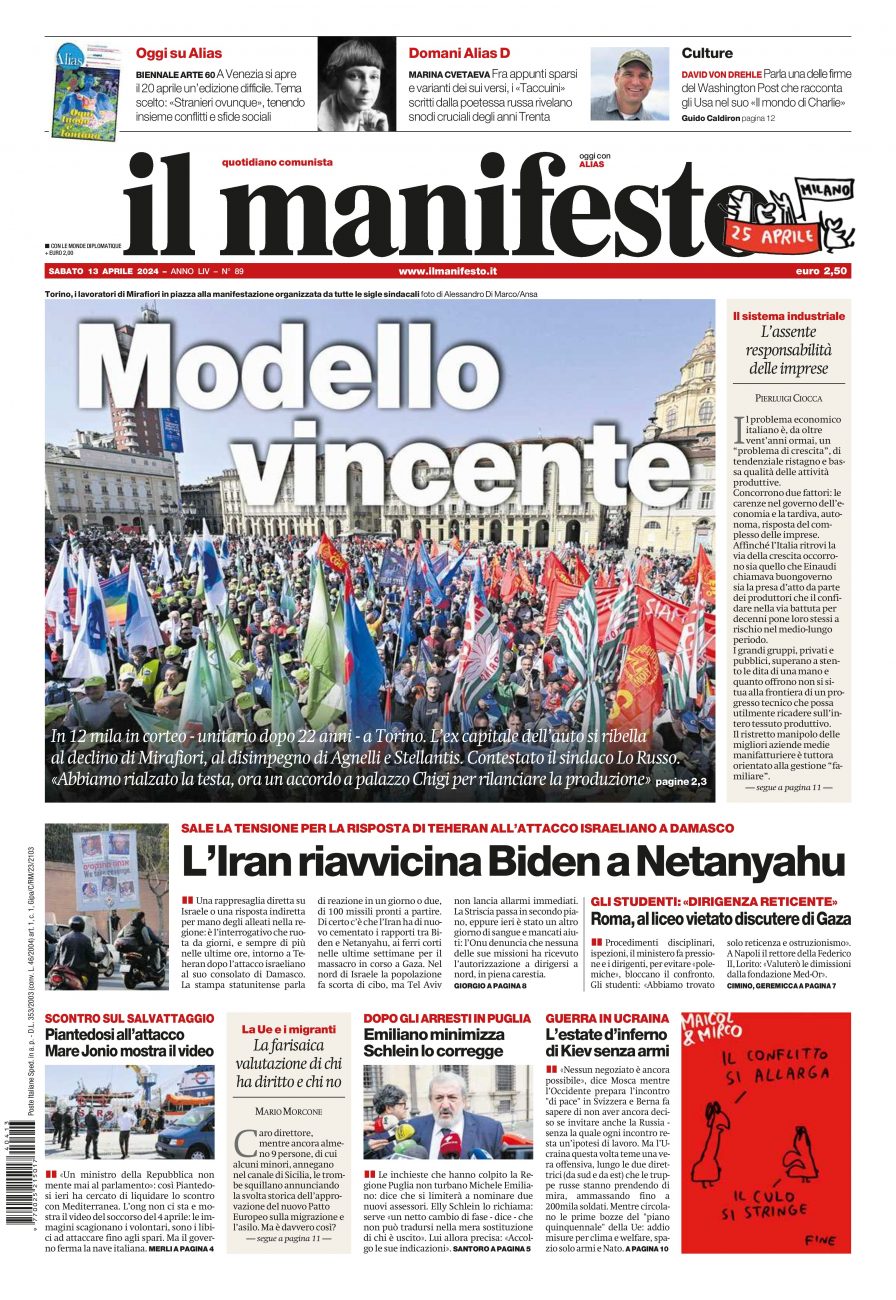 Oggi su Alias
BIENNALE ARTE 60 A Venezia si apre
il 20 aprile un'edizione difficile. Tema
scelto: «Stranieri ovunque», tenendo
insieme conflitti e sfide sociali
Domani Alias D
MARINA CVETAEVA Fra appunti sparsi
e varianti dei sui versi, i «Taccuini»
scritti dalla poetessa russa rivelano
snodi cruciali degli anni Trenta
Culture
DAVID VON DREHLE Parla una delle firme
del Washington Post che racconta
gli Usa nel suo «Il mondo di Charlie»
Guido Caldiron pagina 12
Alias
quotidiano comunista
oggi con
ALIAS
il manifesto
MILANO
25 APRILE
CON LE MONDE DIPLOMATIQUE
+ EURO 2,00
SABATO 13 APRILE 2024 – ANNO LIV – N° 89
www.ilmanifesto.it
euro 2,50
Torino, i lavoratori di Mirafiori in piazza alla manifestazione organizzata da tutte le sigle sindacali foto di Alessandro Di Marco/Ansa
Modello
vincente
In 12 mila in corteo - unitario dopo 22 anni - a Torino. L'ex capitale dell'auto si ribella
al declino di Mirafiori, al disimpegno di Agnelli e Stellantis. Contestato il sindaco Lo Russo.
«Abbiamo rialzato la testa, ora un accordo a palazzo Chigi per rilanciare la produzione» pagine 2,3
Il sistema industriale
L'assente
responsabilità
delle imprese
PIERLUIGI CIOCCA
Il problema economico
italiano è, da oltre
vent'anni ormai, un
"problema di crescita", di
tendenziale ristagno e bas-
sa qualità delle attività
produttive.
Concorrono due fattori: le
carenze nel governo dell'e-
conomia e la tardiva, auto-
noma, risposta del com-
plesso delle imprese.
Affinché l'Italia ritrovi la
via della crescita occorro-
no sia quello che Einaudi
chiamava buongoverno
sia la presa d'atto da parte
dei produttori che il confi-
dare nella via battuta per
decenni pone loro stessi a
rischio nel medio-lungo
periodo.
I grandi gruppi, privati e
pubblici, superano a sten-
to le dita di una mano e
quanto offrono non si si-
tua alla frontiera di un pro-
gresso tecnico che possa
utilmente ricadere sull'in-
tero tessuto produttivo.
Il ristretto manipolo delle
migliori aziende medie
manifatturiere è tuttora
orientato alla gestione "fa-
miliare".
— segue a pagina 11 —
SALE LA TENSIONE PER LA RISPOSTA DI TEHERAN ALL'ATTACCO ISRAELIANO A DAMASCO
L'Iran riavvicina Biden a Netanyahu
Una rappresaglia diretta su
Israele o una risposta indiretta
per mano degli alleati nella re-
gione: è l'interrogativo che ruo-
ta da giorni, e sempre di più
nelle ultime ore, intorno a Te-
heran dopo l'attacco israeliano
al suo consolato di Damasco.
La stampa statunitense parla
di reazione in un giorno o due,
di 100 missili pronti a partire.
Di certo c'è che l'Iran ha di nuo-
vo cementato i rapporti tra Bi-
den e Netanyahu, ai ferri corti
nelle ultime settimane per il
massacro in corso a Gaza. Nel
nord di Israele la popolazione
fa scorta di cibo, ma Tel Aviv
non lancia allarmi immediati.
La Striscia passa in secondo pia-
no, eppure ieri è stato un altro
giorno di sangue e mancati aiu-
ti: l'Onu denuncia che nessuna
delle sue missioni ha ricevuto
l'autorizzazione a dirigersi a
nord, in piena carestia.
GIORGIO A PAGINA 8
GLI STUDENTI: «DIRIGENZA RETICENTE»
Roma, al liceo vietato discutere di Gaza
Procedimenti disciplinari,
ispezioni, il ministero fa pressio-
ne e i dirigenti, per evitare «pole-
miche», bloccano il confronto.
Gli studenti: «Abbiamo trovato
solo reticenza e ostruzionismo».
A Napoli il rettore della Federico
II, Lorito: «Valuterò le dimissioni
dalla fondazione Med-Or».
CIMINO, GEREMICCA A PAGINA 7
SCONTRO SUL SALVATTAGGIO
Piantedosi all'attacco
Mare Jonio mostra il video
«Un ministro della Repubblica non
mente mai al parlamento»: così Piantedo-
si ieri ha cercato di liquidare lo scontro
con Mediterranea. L'ong non ci sta e mo-
stra il video del soccorso del 4 aprile: le im-
magini scagionano i volontari, sono i libi-
ci ad attaccare fino agli spari. Ma il gover-
no ferma la nave italiana. MERLI A PAGINA 4
La Ue e i migranti
La farisaica
valutazione di chi
ha diritto e chi no
MARIO MORCONE
Caro direttore,
mentre ancora alme-
no 9 persone, di cui
alcuni minori, annegano
nel canale di Sicilia, le trom-
be squillano annunciando
la svolta storica dell'appro-
vazione del nuovo Patto
Europeo sulla migrazione e
l'asilo. Ma è davvero così?
— segue a pagina 11 —
DOPO GLI ARRESTI IN PUGLIA
Emiliano minimizza
Schlein lo corregge
Le inchieste che hanno colpito la Re-
gione Puglia non turbano Michele Emilia-
no: dice che si limiterà a nominare due
nuovi assessori. Elly Schlein lo richiama:
serve «un netto cambio di fase - dice - che
non può tradursi nella mera sostituzione
di chi è uscito». Lui allora precisa: «Accol-
go le sue indicazioni». SANTORO A PAGINA 5
GUERRA IN UCRAINA
L'estate d'inferno
di Kiev senza armi
«Nessun negoziato è ancora
possibile», dice Mosca mentre
l'Occidente prepara l'incontro
"di pace" in Svizzera e Berna fa
sapere di non aver ancora deci-
so se invitare anche la Russia -
senza la quale ogni incontro re-
sta un'ipotesi di lavoro. Ma l'U-
craina questa volta teme una ve-
ra offensiva, lungo le due diret-
trici (da sud e da est) che le trup-
pe russe stanno prendendo di
mira, ammassando fino a
200mila soldati. Mentre circola-
no le prime bozze del "piano
quinquennale" della Ue: addio
misure per clima e welfare, spa-
zio solo armi e Nato. A PAGINA 10
MAICOL
& MIRCO
IL CONFLITTO
SI ALLARGA
IL CULO
SI STRINGE
FINE
Poste Italiane Sped. in a. p. - D.L. 353/2003 (conv. L. 46/2004) art. 1, c. 1, Gipa/C/RM/23/2103
9 770025 215017
40413